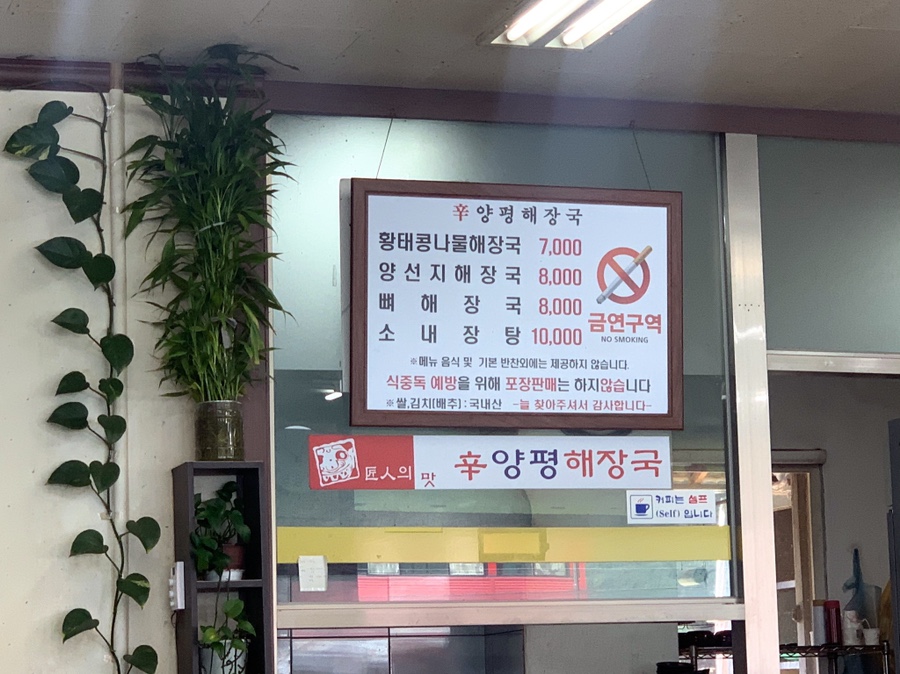 辛 양평해장국
황태콩나물해장국 7,000
양선지해장국 8,000
뼈해장국 8,000
소내장탕 10,000
금연구역
NO SMOKING
※메뉴 음식 및 기본 반찬외에는 제공하지 않습니다.
식중독 예방을 위해 포장판매는 하지않습니다
※쌀,김치(배추):국내산 -늘 찾아주셔서 감사합니다-
匠人의 맛 辛양평해장국
커피는 셀프
(Self) 입니다